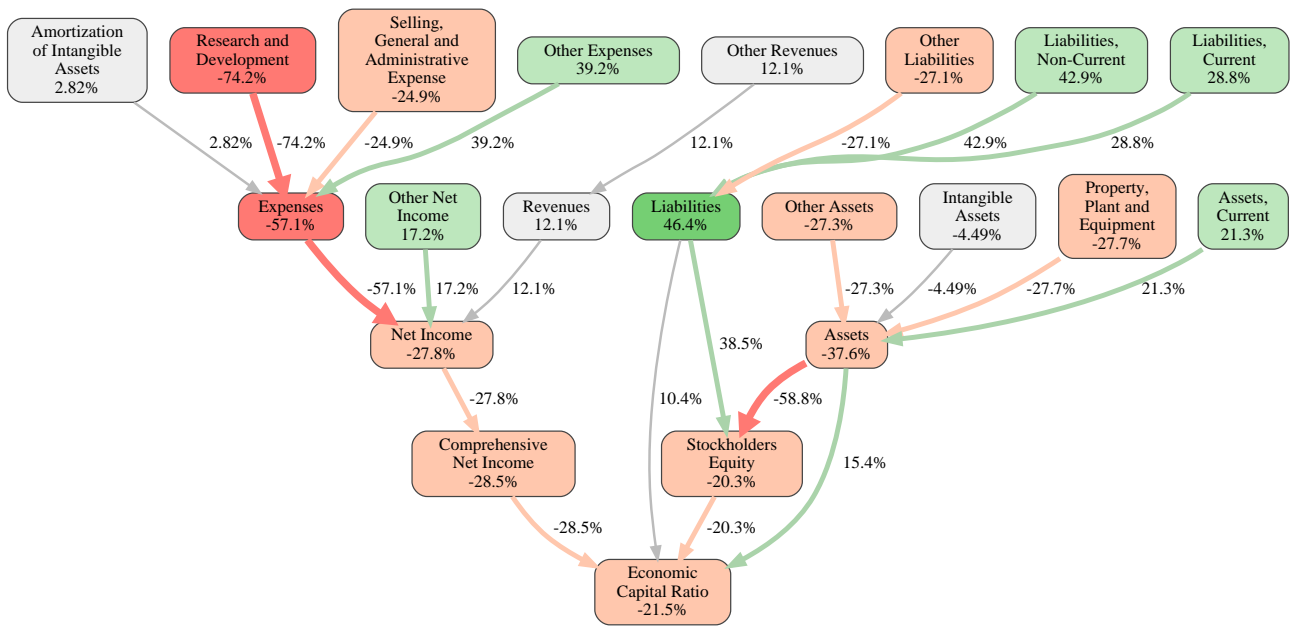 Amortization
of Intangible
Assets
2.82%
Research and
Development
-74.2%
Selling,
General and
Administrative
Expense
-24.9%
Other Expenses
39.2%
Other Revenues
12.1%
Other
Liabilities
-27.1%
Liabilities,
Non-Current
42.9%
Liabilities,
Current
28.8%
2.82%
-74.2%
-24.9%
39.2%
12.1%
-27.1%
42.9%
28.8%
Expenses
-57.1%
Other Net
Income
17.2%
Revenues
12.1%
Liabilities
46.4%
Other Assets
-27.3%
Intangible
Assets
-4.49%
Property,
Plant and
Equipment
-27.7%
Assets,
Current
21.3%
-57.1%
17.2%
12.1%
-27.3%
-4.49%
-27.7%
21.3%
Net Income
-27.8%
38.5%
Assets
-37.6%
-27.8%
10.4%
-58.8%
Comprehensive
Net Income
-28.5%
Stockholders
Equity
-20.3%
15.4%
-28.5%
-20.3%
Economic
Capital Ratio
-21.5%